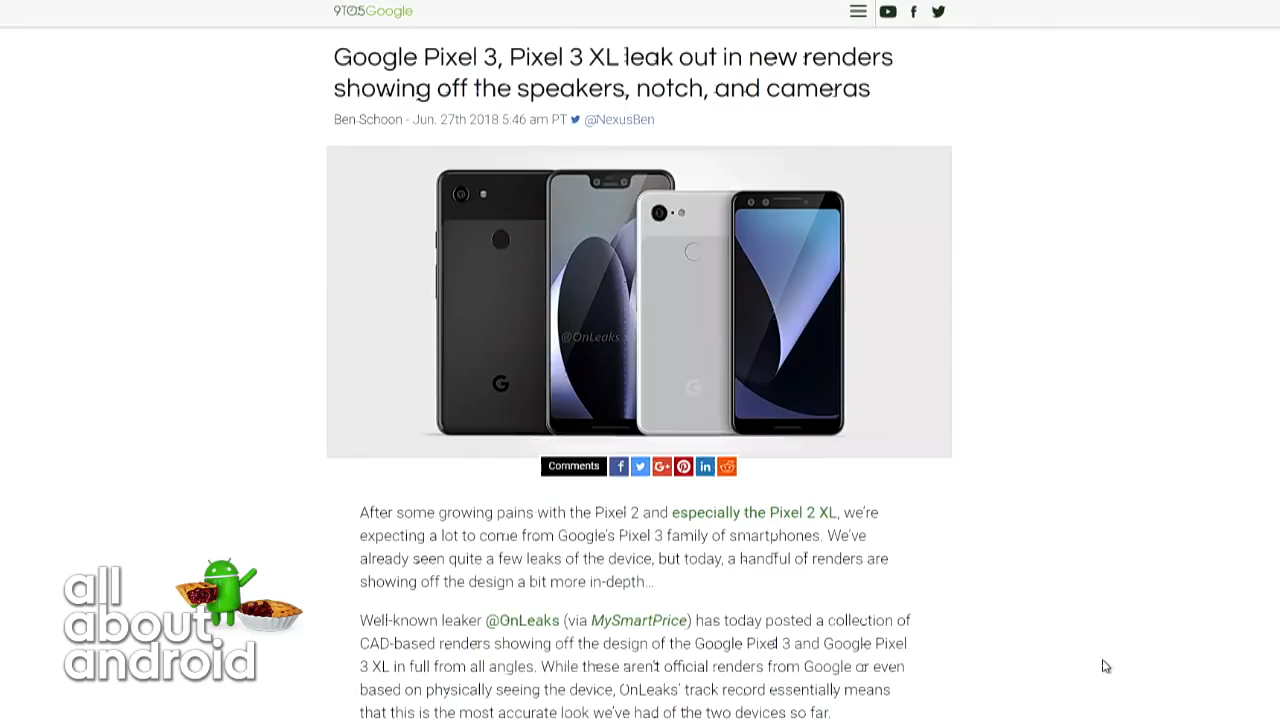 9TO5Google
Google Pixel 3, Pixel 3 XL leak out in new renders
showing off the speakers, notch, and cameras
Ben Schoon - Jun. 27th 2018 5:46 am PT @NexusBen
@OnLeaks x
G
G
Comments
f
G+
in
After some growing pains with the Pixel 2 and especially the Pixel 2 XL, we're
expecting a lot to come from Google's Pixel 3 family of smartphones. We've
already seen quite a few leaks of the device, but today, a handful of renders are
showing off the design a bit more in-depth...
Well-known leaker @OnLeaks (via MySmartPrice) has today posted a collection of
CAD-based renders showing off the design of the Google Pixel 3 and Google Pixel
3 XL in full from all angles. While these aren't official renders from Google or even
based on physically seeing the device, OnLeaks' track record essentially means
that this is the most accurate look we've had of the two devices so far.
all
about
android